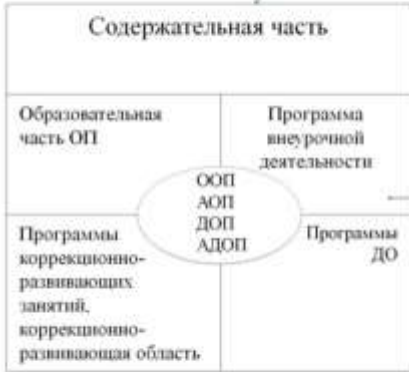 Содержательная часть
Образовательная
часть ОП
Программа
внеурочной
деятельности
ООП
АОП
ДОП
АДОП
Программы
коррекционно-
развивающих
занятий,
коррекционно-
развивающая область
Программы
ДО